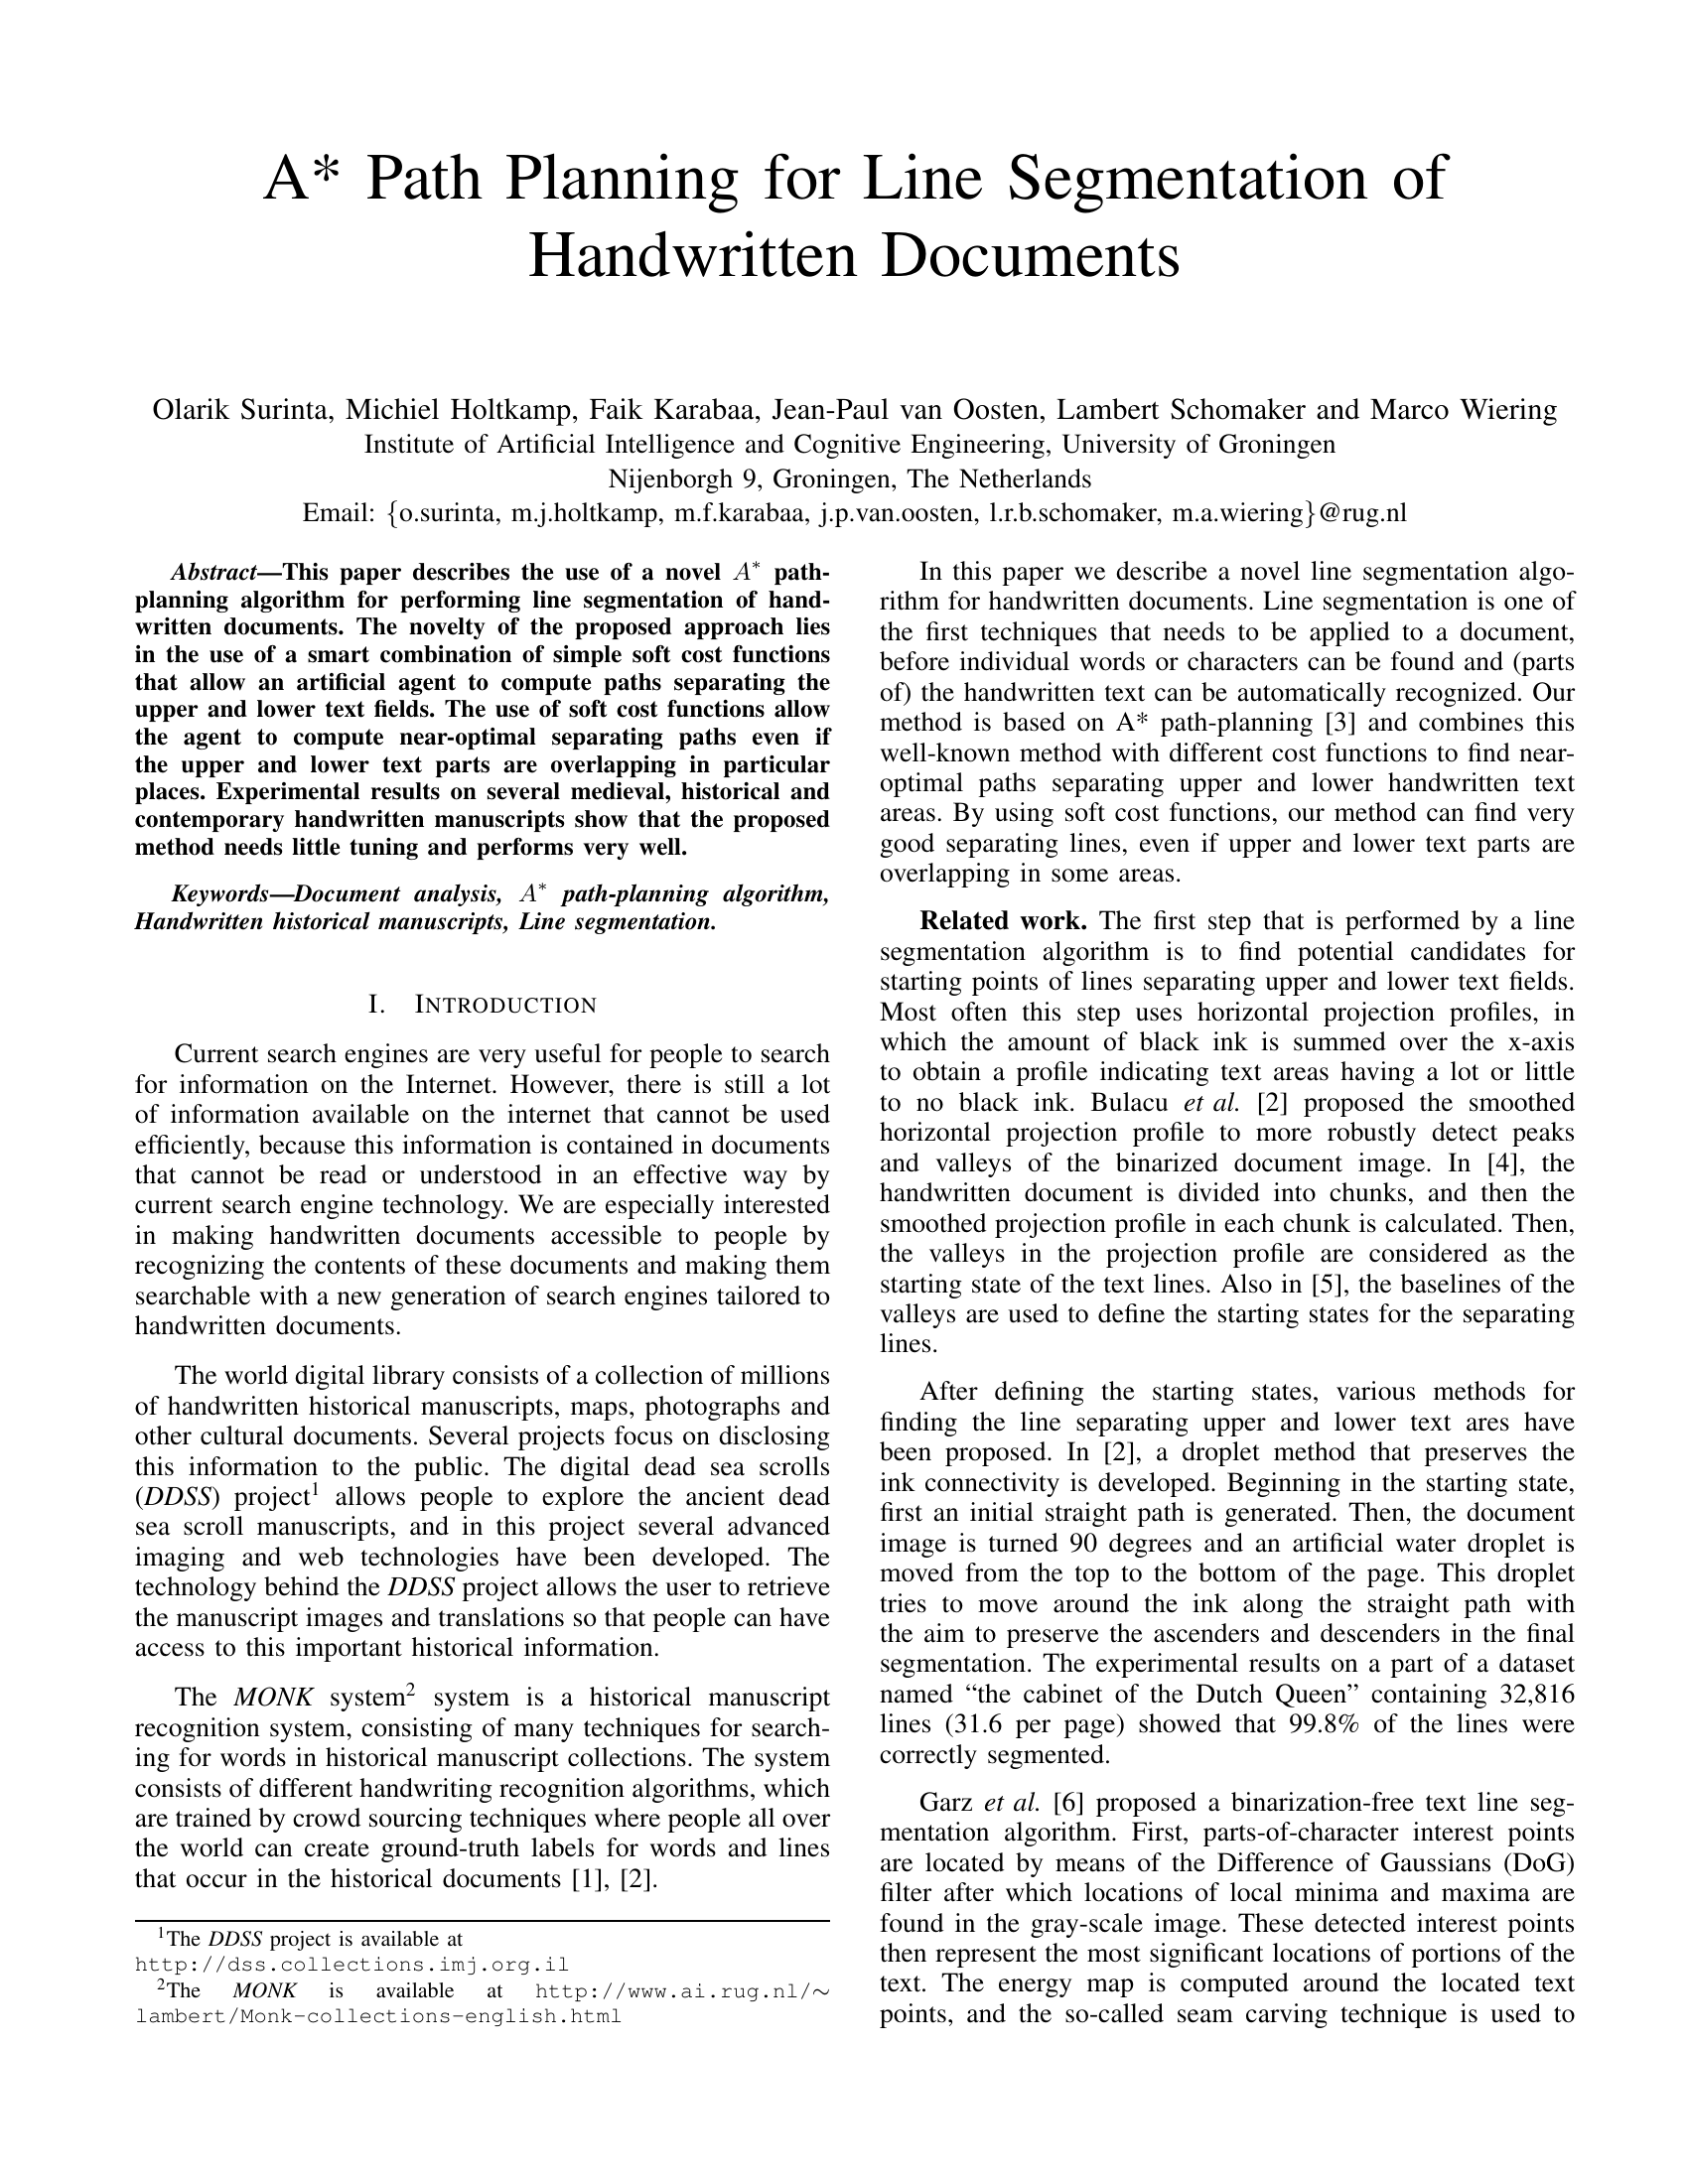 A* Path Planning for Line Segmentation of
Handwritten Documents
Olarik Surinta, Michiel Holtkamp, Faik Karabaa, Jean-Paul van Oosten, Lambert Schomaker and Marco Wiering
Institute of Artificial Intelligence and Cognitive Engineering, University of Groningen
Nijenborgh 9, Groningen, The Netherlands
Email: {o.surinta, m.j.holtkamp, m.f.karabaa, j.p.van.oosten, l.r.b.schomaker, m.a.wiering}@rug.nl
Abstract—This paper describes the use of a novel A* path-
planning algorithm for performing line segmentation of hand-
written documents. The novelty of the proposed approach lies
in the use of a smart combination of simple soft cost functions
that allow an artificial agent to compute paths separating the
upper and lower text fields. The use of soft cost functions allow
the agent to compute near-optimal separating paths even if
the upper and lower text parts are overlapping in particular
places. Experimental results on several medieval, historical and
contemporary handwritten manuscripts show that the proposed
method needs little tuning and performs very well.
Keywords—Document analysis, A* path-planning algorithm,
Handwritten historical manuscripts, Line segmentation.
I. INTRODUCTION
Current search engines are very useful for people to search
for information on the Internet. However, there is still a lot
of information available on the internet that cannot be used
efficiently, because this information is contained in documents
that cannot be read or understood in an effective way by
current search engine technology. We are especially interested
in making handwritten documents accessible to people by
recognizing the contents of these documents and making them
searchable with a new generation of search engines tailored to
handwritten documents.
The world digital library consists of a collection of millions
of handwritten historical manuscripts, maps, photographs and
other cultural documents. Several projects focus on disclosing
this information to the public. The digital dead sea scrolls
(DDSS) project1 allows people to explore the ancient dead
sea scroll manuscripts, and in this project several advanced
imaging and web technologies have been developed. The
technology behind the DDSS project allows the user to retrieve
the manuscript images and translations so that people can have
access to this important historical information.
The MONK system2 system is a historical manuscript
recognition system, consisting of many techniques for search-
ing for words in historical manuscript collections. The system
consists of different handwriting recognition algorithms, which
are trained by crowd sourcing techniques where people all over
the world can create ground-truth labels for words and lines
that occur in the historical documents [1], [2].
1The DDSS project is available at
http://dss.collections.imj.org.il
2The MONK is available at http://www.ai.rug.nl/∼
lambert/Monk-collections-english.html
In this paper we describe a novel line segmentation algo-
rithm for handwritten documents. Line segmentation is one of
the first techniques that needs to be applied to a document,
before individual words or characters can be found and (parts
of) the handwritten text can be automatically recognized. Our
method is based on A* path-planning [3] and combines this
well-known method with different cost functions to find near-
optimal paths separating upper and lower handwritten text
areas. By using soft cost functions, our method can find very
good separating lines, even if upper and lower text parts are
overlapping in some areas.
Related work. The first step that is performed by a line
segmentation algorithm is to find potential candidates for
starting points of lines separating upper and lower text fields.
Most often this step uses horizontal projection profiles, in
which the amount of black ink is summed over the x-axis
to obtain a profile indicating text areas having a lot or little
to no black ink. Bulacu et al. [2] proposed the smoothed
horizontal projection profile to more robustly detect peaks
and valleys of the binarized document image. In [4], the
handwritten document is divided into chunks, and then the
smoothed projection profile in each chunk is calculated. Then,
the valleys in the projection profile are considered as the
starting state of the text lines. Also in [5], the baselines of the
valleys are used to define the starting states for the separating
lines.
After defining the starting states, various methods for
finding the line separating upper and lower text ares have
been proposed. In [2], a droplet method that preserves the
ink connectivity is developed. Beginning in the starting state,
first an initial straight path is generated. Then, the document
image is turned 90 degrees and an artificial water droplet is
moved from the top to the bottom of the page. This droplet
tries to move around the ink along the straight path with
the aim to preserve the ascenders and descenders in the final
segmentation. The experimental results on a part of a dataset
named “the cabinet of the Dutch Queen” containing 32,816
lines (31.6 per page) showed that 99.8% of the lines were
correctly segmented.
Garz et al. [6] proposed a binarization-free text line seg-
mentation algorithm. First, parts-of-character interest points
are located by means of the Difference of Gaussians (DoG)
filter after which locations of local minima and maxima are
found in the gray-scale image. These detected interest points
then represent the most significant locations of portions of the
text. The energy map is computed around the located text
points, and the so-called seam carving technique is used to